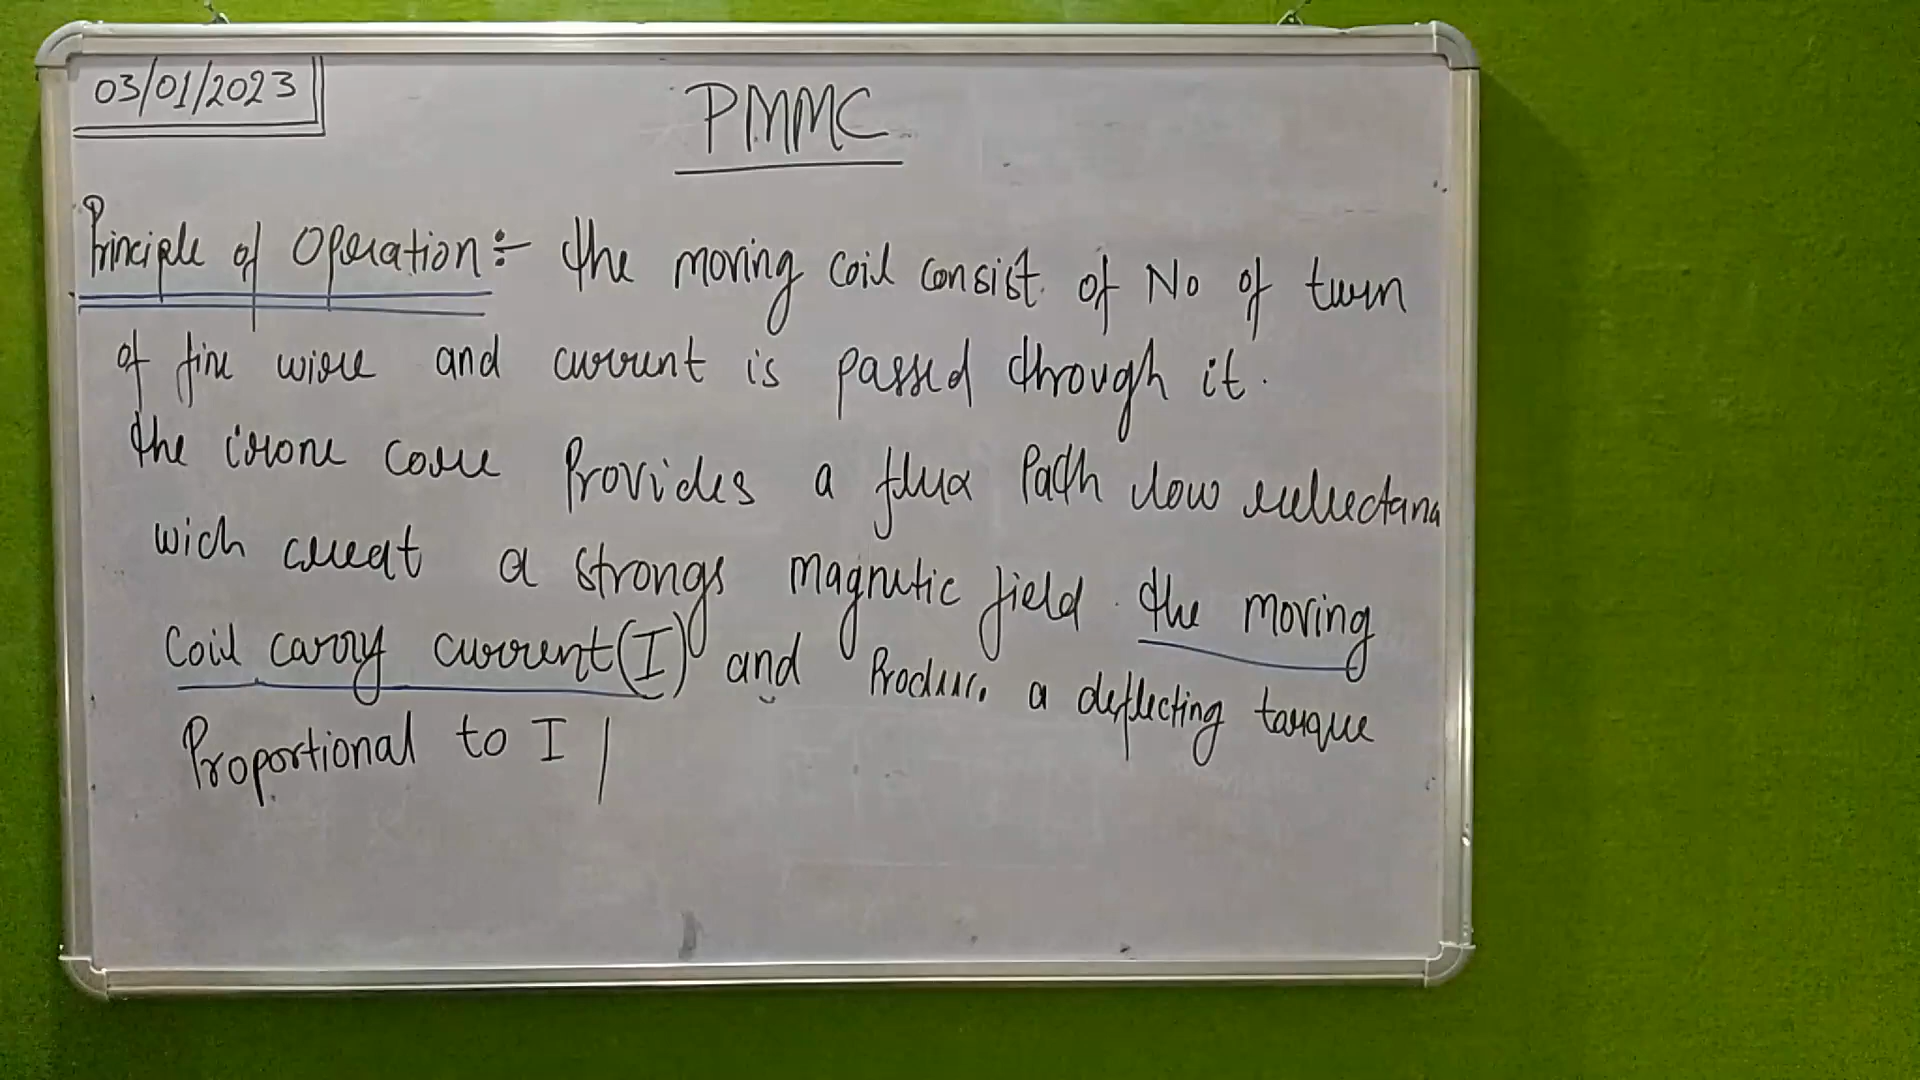 03/01/2023
PMMC
Principle of Operation:- the moving coil consist of No of turn
of fine wire and current is passed through it.
the irone core Provides a flux Path low relluctana
wich creat a strongs magnetic field. the moving
Coil carry current (I) and Produce a deflecting torque
Proportional to I